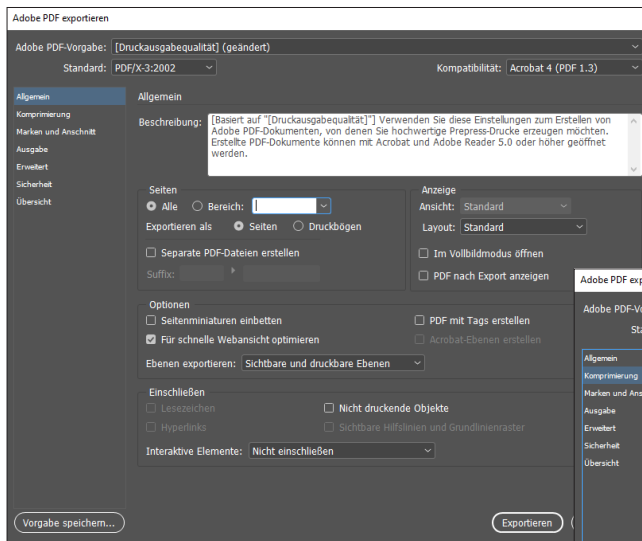 Adobe PDF exportieren
Adobe PDF-Vorgabe: [Druckausgabequalität] (geändert)
Standard: PDF/X-3:2002 Kompatibilität: Acrobat 4 (PDF 1.3)
Allgemein
Komprimierung
Marken und Anschnitt
Ausgabe
Erweitert
Sicherheit
Übersicht
Allgemein
Beschreibung: [Basiert auf "[Druckausgabequalität]"] Verwenden Sie diese Einstellungen zum Erstellen von
Adobe PDF-Dokumenten, von denen Sie hochwertige Prepress-Drucke erzeugen möchten.
Erstellte PDF-Dokumente können mit Acrobat und Adobe Reader 5.0 oder höher geöffnet
werden.
Seiten
Alle Bereich:
Exportieren als Seiten Druckbögen
Separate PDF-Dateien erstellen
Suffix:
Anzeige
Ansicht: Standard
Layout: Standard
Im Vollbildmodus öffnen
PDF nach Export anzeigen
Optionen
Seitenminiaturen einbetten PDF mit Tags erstellen
Für schnelle Webansicht optimieren Acrobat-Ebenen erstellen
Ebenen exportieren: Sichtbare und druckbare Ebenen
Einschließen
Lesezeichen Nicht druckende Objekte
Hyperlinks Sichtbare Hilfslinien und Grundlinienraster
Interaktive Elemente: Nicht einschließen
Vorgabe speichern... Exportieren
Adobe PDF exp
Adobe PDF-Vo
Sta
Allgemein
Komprimierung
Marken und Ans
Ausgabe
Erweitert
Sicherheit
Übersicht